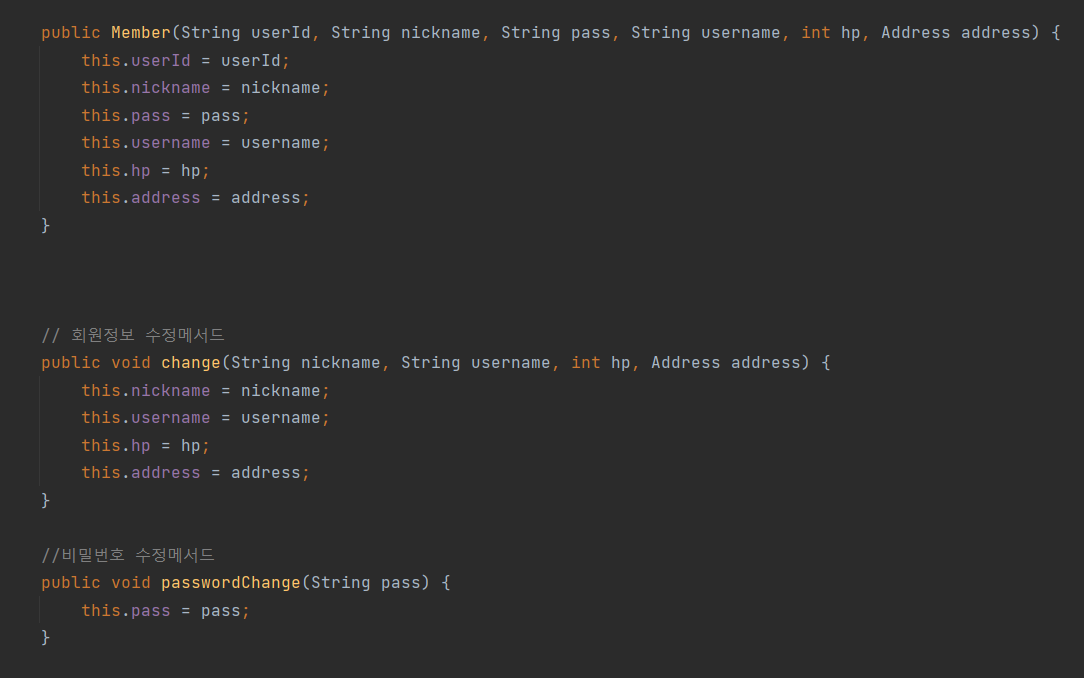 public Member(String userId, String nickname, String pass, String username, int hp, Address address) {
this.userId = userId;
this.nickname = nickname;
this.pass = pass;
this.username = username;
this.hp = hp;
this.address = address;
}
// 회원정보 수정메서드
public void change(String nickname, String username, int hp, Address address) {
this.nickname = nickname;
this.username = username;
this.hp = hp;
this.address = address;
}
//비밀번호 수정메서드
public void passwordChange(String pass) {
this.pass = pass;
}